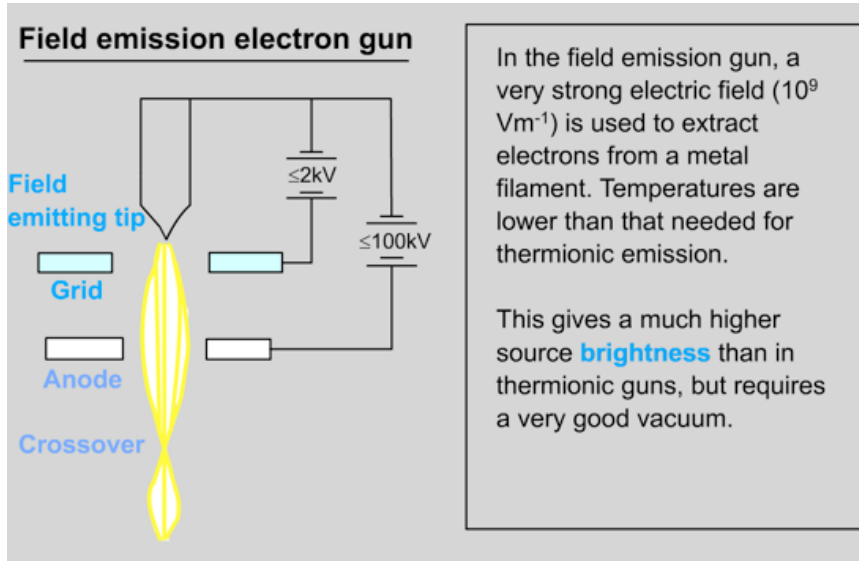 Field emission electron gun
≤2kV
Field
emitting tip
≤100kV
Grid
Anode
Crossover
In the field emission gun, a
very strong electric field (10⁹
Vm⁻¹) is used to extract
electrons from a metal
filament. Temperatures are
lower than that needed for
thermionic emission.
This gives a much higher
source brightness than in
thermionic guns, but requires
a very good vacuum.